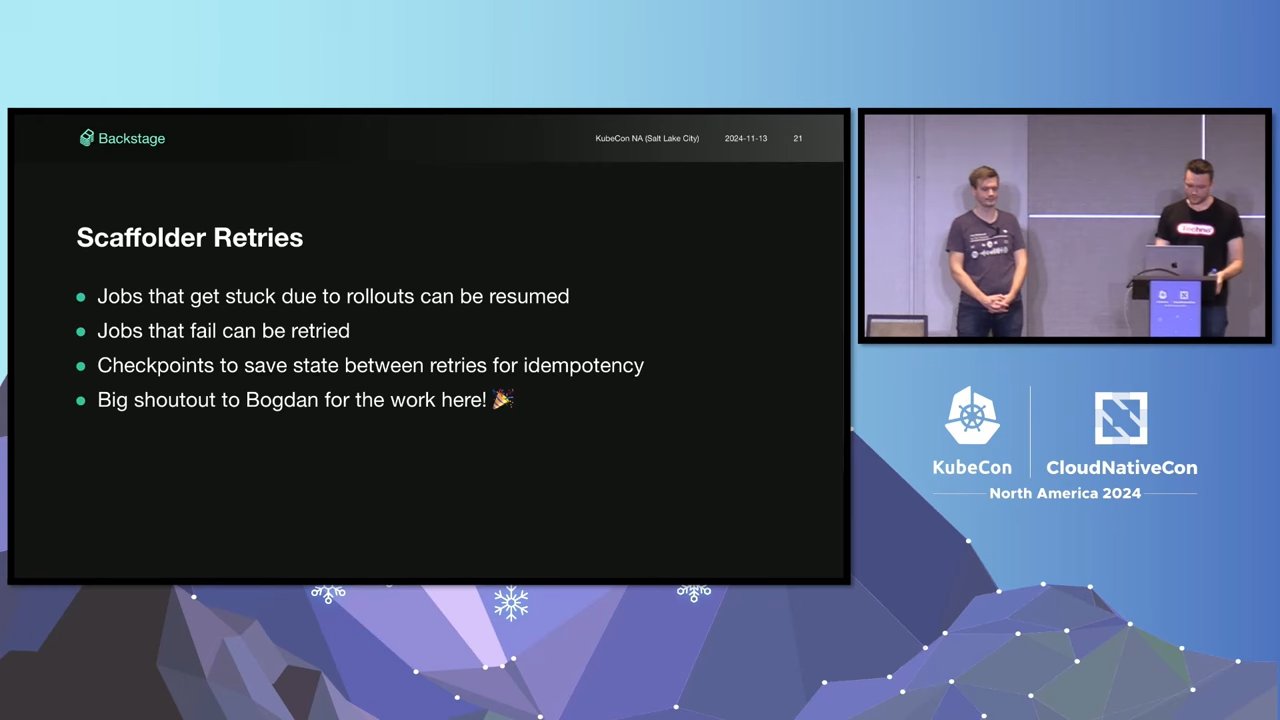 Backstage
KubeCon NA (Salt Lake City) 2024-11-13 21
Scaffolder Retries
Jobs that get stuck due to rollouts can be resumed
Jobs that fail can be retried
Checkpoints to save state between retries for idempotency
Big shoutout to Bogdan for the work here! 🎉
KubeCon
CloudNativeCon
North America 2024